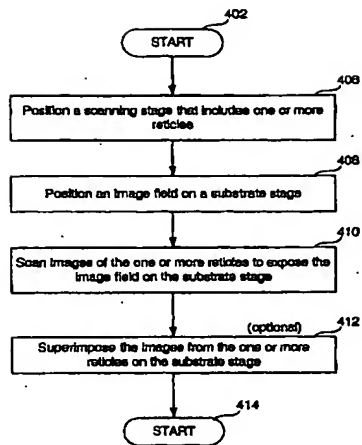 402
START
408
Position a scanning stage that includes one or more
reticles
408
Position an image field on a substrate stage
410
Scan images of the one or more reticles to expose the
image field on the substrate stage
(optional)
412
Superimpose the images from the one or more
reticles on the substrate stage
START
414